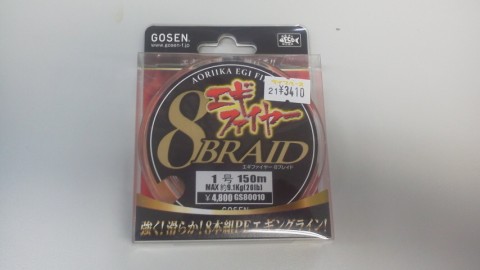 GOSEN
www.gosen-f.jp
AORIIKA EGI FI
エギ
ファイヤー
21 ¥3410
8BRAID
エギファイヤー 8ブレイド
1号 150m
MAX 約9.1Kg(20lb)
¥4,800 GSB0010
GOSEN
強く!滑らか!8本組PEエギングライン!